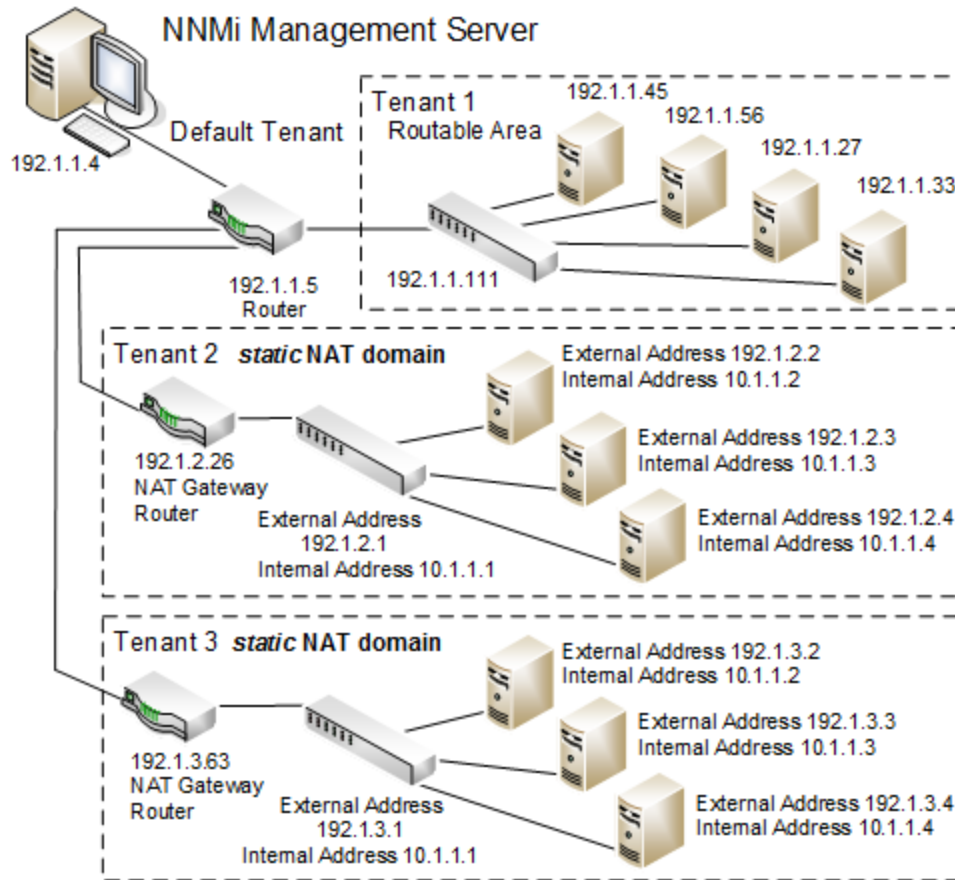 NNMi Management Server
192.1.1.4
Default Tenant
192.1.1.5
Router
Tenant 1
Routable Area
192.1.1.111
192.1.1.45
192.1.1.56
192.1.1.27
192.1.1.33
Tenant 2 static NAT domain
192.1.2.26
NAT Gateway
Router
External Address
192.1.2.1
Internal Address 10.1.1.1
External Address 192.1.2.2
Internal Address 10.1.1.2
External Address 192.1.2.3
Internal Address 10.1.1.3
External Address 192.1.2.4
Internal Address 10.1.1.4
Tenant 3 static NAT domain
192.1.3.63
NAT Gateway
Router
External Address
192.1.3.1
Internal Address 10.1.1.1
External Address 192.1.3.2
Internal Address 10.1.1.2
External Address 192.1.3.3
Internal Address 10.1.1.3
External Address 192.1.3.4
Internal Address 10.1.1.4